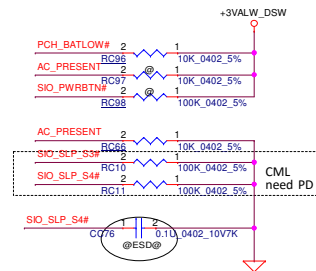 +3VALW_DSW
PCH_BATLOW# 2 1
RC96 10K_0402_5%
AC_PRESENT 2 @ 1
RC97 10K_0402_5%
SIO_PWRBTN# 2 @ 1
RC98 100K_0402_5%
AC_PRESENT 2 1
RC66 10K_0402_5%
SIO_SLP_S3# 2 1
RC10 100K_0402_5%
SIO_SLP_S4# 2 1
RC11 100K_0402_5%
CML
need PD
SIO_SLP_S4# 1 2
CC76 0.1U_0402_10V7K
@ESD@